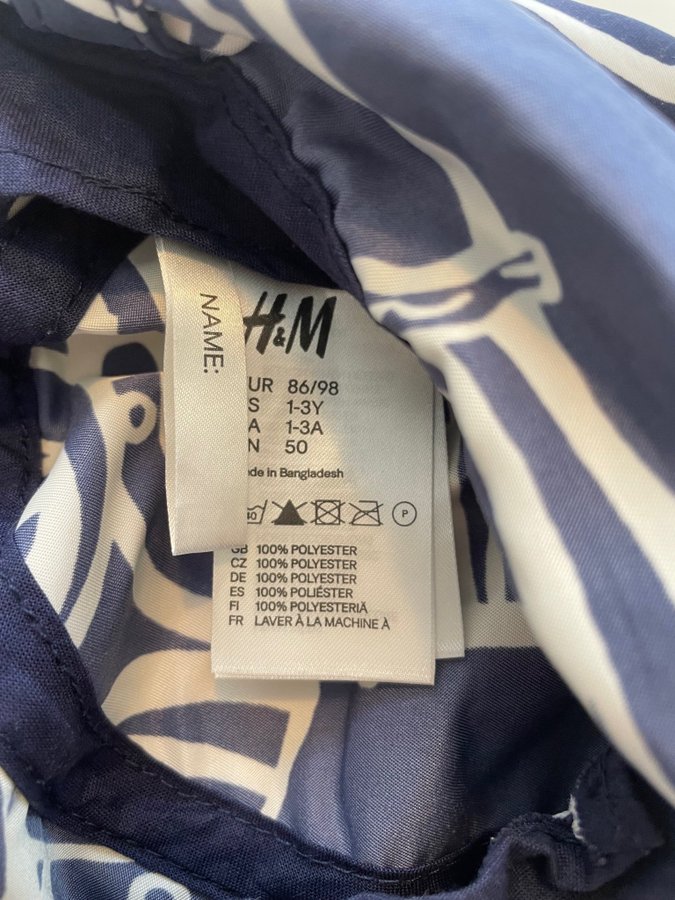 NAME:
H&M
UR 86/98
S 1-3Y
A 1-3A
N 50
de in Bangladesh
P
GB 100% POLYESTER
CZ 100% POLYESTER
DE 100% POLYESTER
ES 100% POLIÉSTER
FI 100% POLYESTERIÄ
FR LAVER À LA MACHINE À